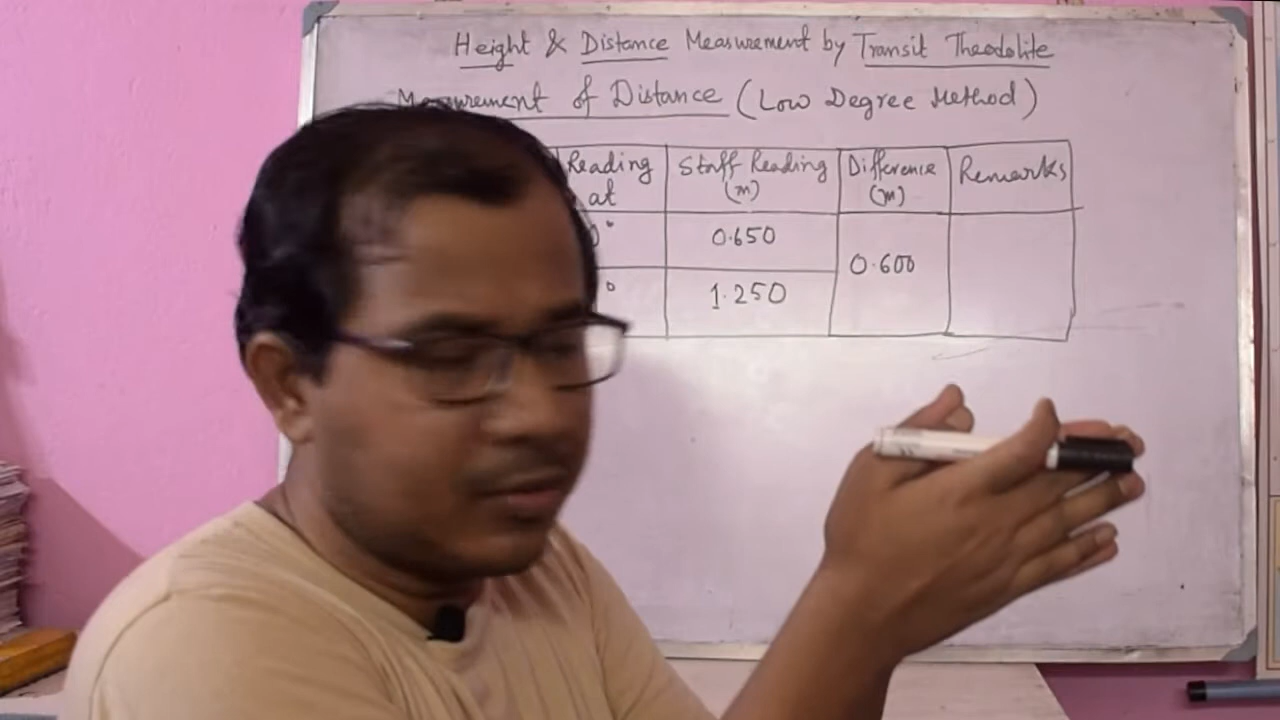 Height & Distance Measurement by Transit Theodolite
Measurement of Distance (Low Degree Method)
Reading at
Staff Reading (m)
Difference (m)
Remarks
0°
0.650
0.600
°
1.250